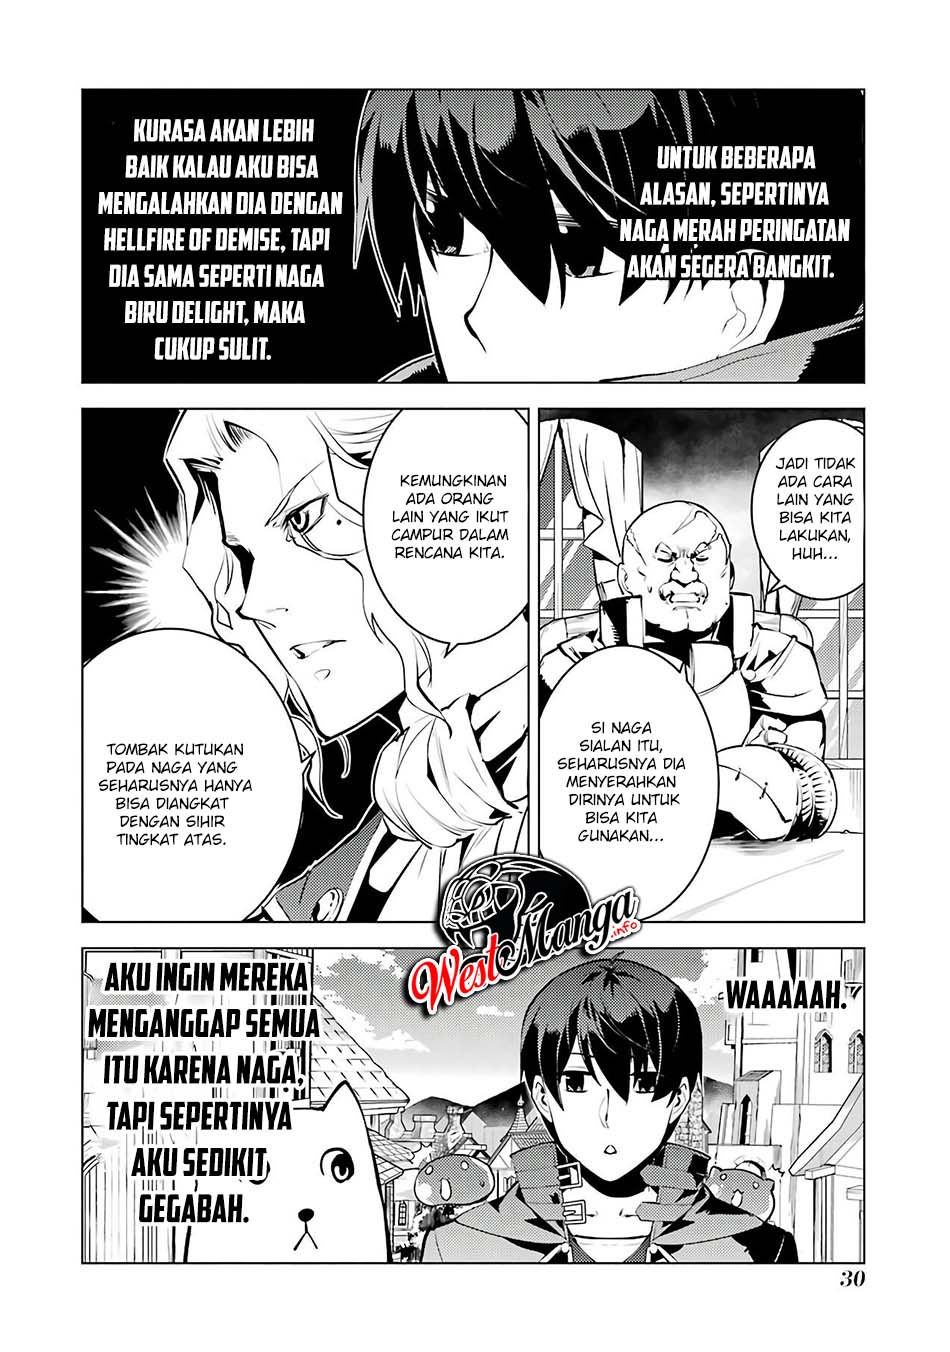 UNTUK BEBERAPA
ALASAN, SEPERTINYA
NAGA MERAH PERINGATAN
AKAN SEGERA BANGKIT.
KURASA AKAN LEBIH
BAIK KALAU AKU BISA
MENGALAHKAN DIA DENGAN
HELLFIRE OF DEMISE, TAPI
DIA SAMA SEPERTI NAGA
BIRU DELIGHT, MAKA
CUKUP SULIT.
JADI TIDAK
ADA CARA
LAIN YANG
BISA KITA
LAKUKAN,
HUH...
SI NAGA
SIALAN ITU,
SEHARUSNYA DIA
MENYERAHKAN
DIRINYA UNTUK
BISA KITA
GUNAKAN...
KEMUNGKINAN
ADA ORANG
LAIN YANG IKUT
CAMPUR DALAM
RENCANA KITA.
TOMBAK KUTUKAN
PADA NAGA YANG
SEHARUSNYA HANYA
BISA DIANGKAT
DENGAN SIHIR
TINGKAT ATAS.
WestManga
.info
WAAAAAH.
AKU INGIN MEREKA
MENGANGGAP SEMUA
ITU KARENA NAGA,
TAPI SEPERTINYA
AKU SEDIKIT
GEGABAH.
30